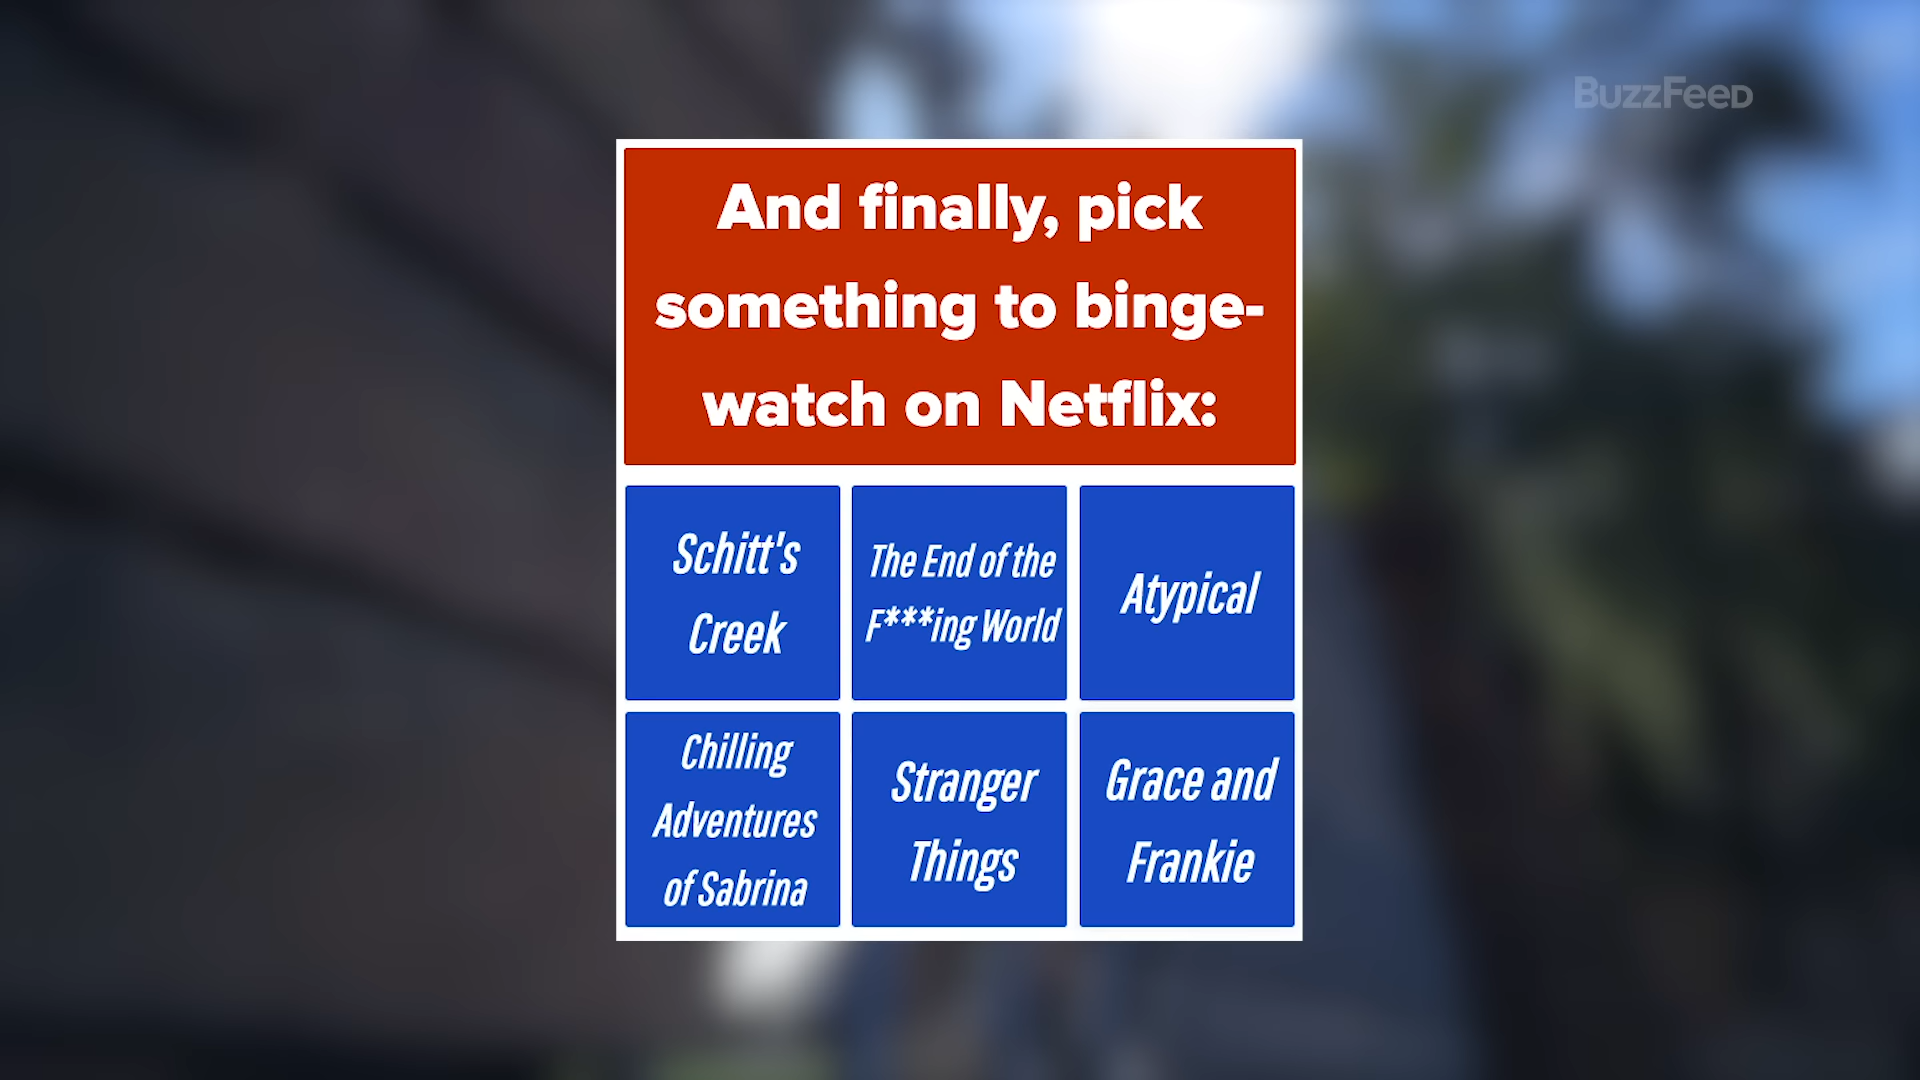 BuzzFeed
And finally, pick
something to binge-
watch on Netflix:
Schitt's
Creek
The End of the
F***ing World
Atypical
Chilling
Adventures
of Sabrina
Stranger
Things
Grace and
Frankie